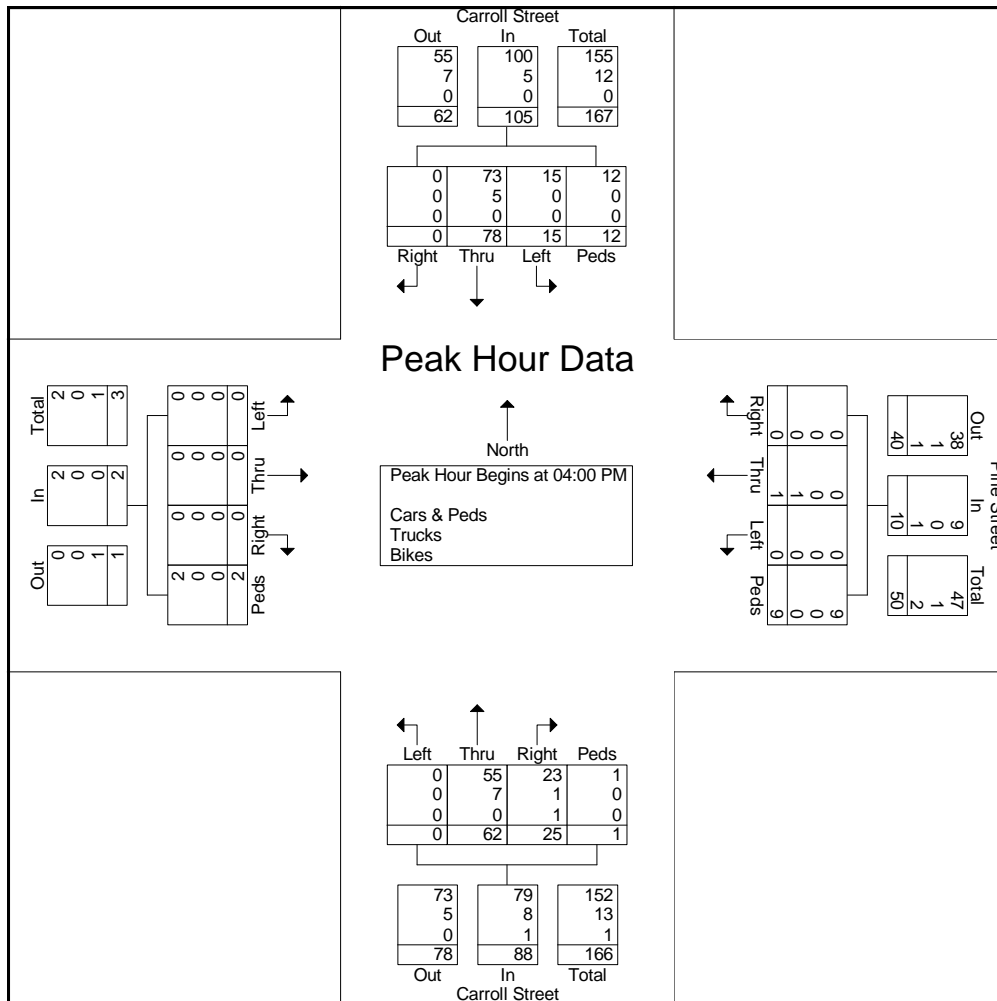 Carroll Street
Out In Total
55 100 155
7 5 12
0 0 0
62 105 167
0 73 15 12
0 5 0 0
0 0 0 0
0 78 15 12
Right Thru Left Peds
Peak Hour Data
Total
2 0 1 3
In
2 0 0 2
Out
0 0 1 1
0 0 0 0
Left
0 0 0 0
Thru
0 0 0 0
Right
2 0 0 2
Peds
North
Peak Hour Begins at 04:00 PM
Cars & Peds
Trucks
Bikes
Right
0 0 0 0
Thru
0 0 1 1
Left
0 0 0 0
Peds
9 0 0 9
Street
Out
38 1 1 40
In
9 0 1 10
Total
47 1 2 50
Left Thru Right Peds
0 55 23 1
0 7 1 0
0 0 1 0
0 62 25 1
73 79 152
5 8 13
0 1 1
78 88 166
Out In Total
Carroll Street